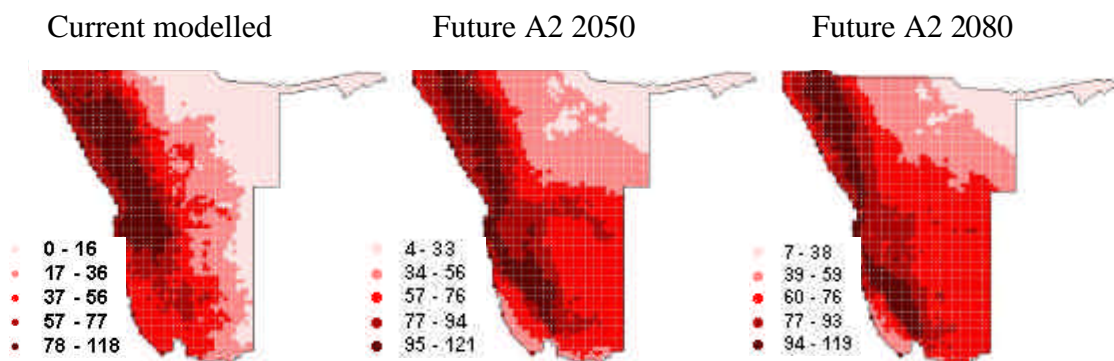 Current modelled
Future A2 2050
Future A2 2080
0 - 16
17 - 36
37 - 56
57 - 77
78 - 118
4 - 33
34 - 56
57 - 76
77 - 94
95 - 121
7 - 38
39 - 59
60 - 76
77 - 93
94 - 119